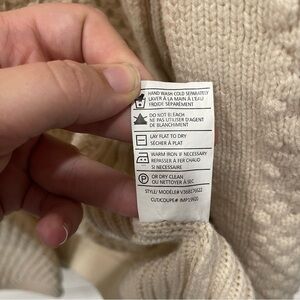 HAND WASH COLD SEPARATELY
LAVER À LA MAIN À L'EAU
FROIDE SÉPARÉMENT
DO NOT BLEACH
NE PAS UTILISER D'AGENT
DE BLANCHIMENT
LAY FLAT TO DRY
SÉCHER À PLAT
WARM IRON IF NECESSARY
REPASSER À FER CHAUD
SI NECESSAIRE
P
OR DRY CLEAN
OU NETTOYER À SEC
STYLE/ MODÈLE#
CUT/COUPE#